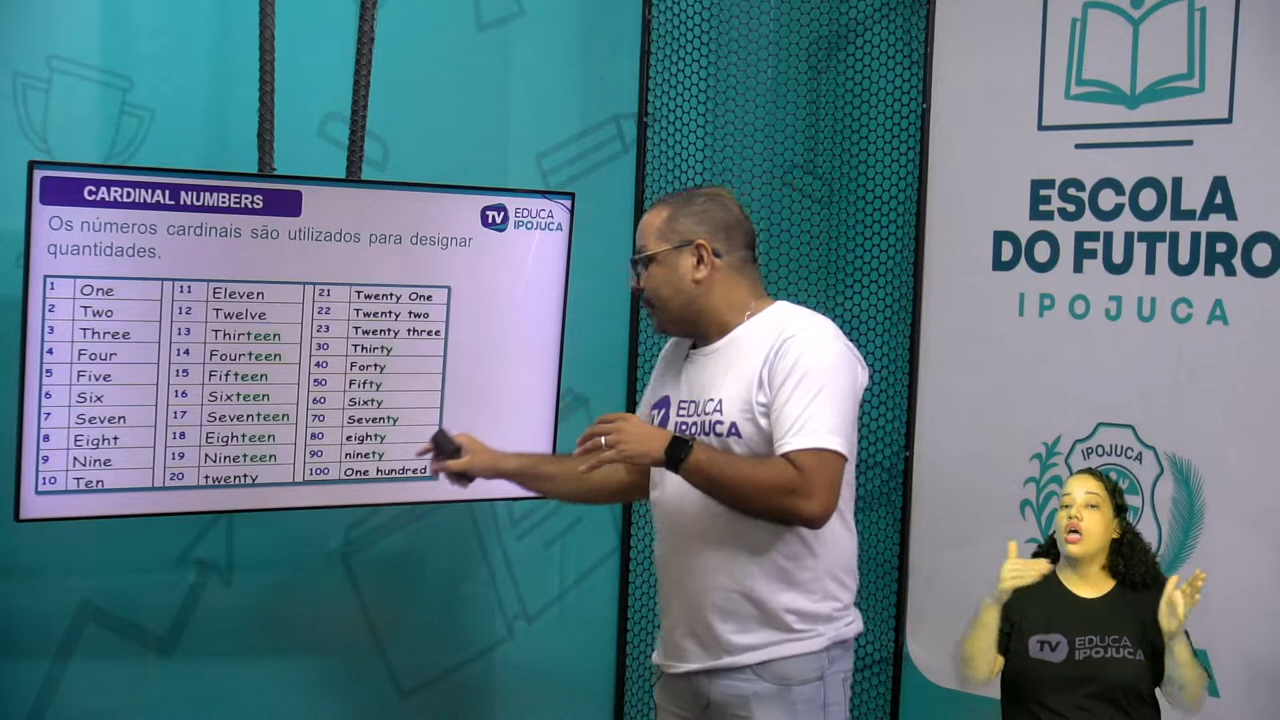 CARDINAL NUMBERS
TV EDUCA
IPOJUCA
Os números cardinais são utilizados para designar
quantidades.
1 One
2 Two
3 Three
4 Four
5 Five
6 Six
7 Seven
8 Eight
9 Nine
10 Ten
11 Eleven
12 Twelve
13 Thirteen
14 Fourteen
15 Fifteen
16 Sixteen
17 Seventeen
18 Eighteen
19 Nineteen
20 twenty
21 Twenty One
22 Twenty two
23 Twenty three
30 Thirty
40 Forty
50 Fifty
60 Sixty
70 Seventy
80 eighty
90 ninety
100 One hundred
TV EDUCA
IPOJUCA
ESCOLA
DO FUTURO
IPOJUCA
IPOJUCA
TV EDUCA
IPOJUCA